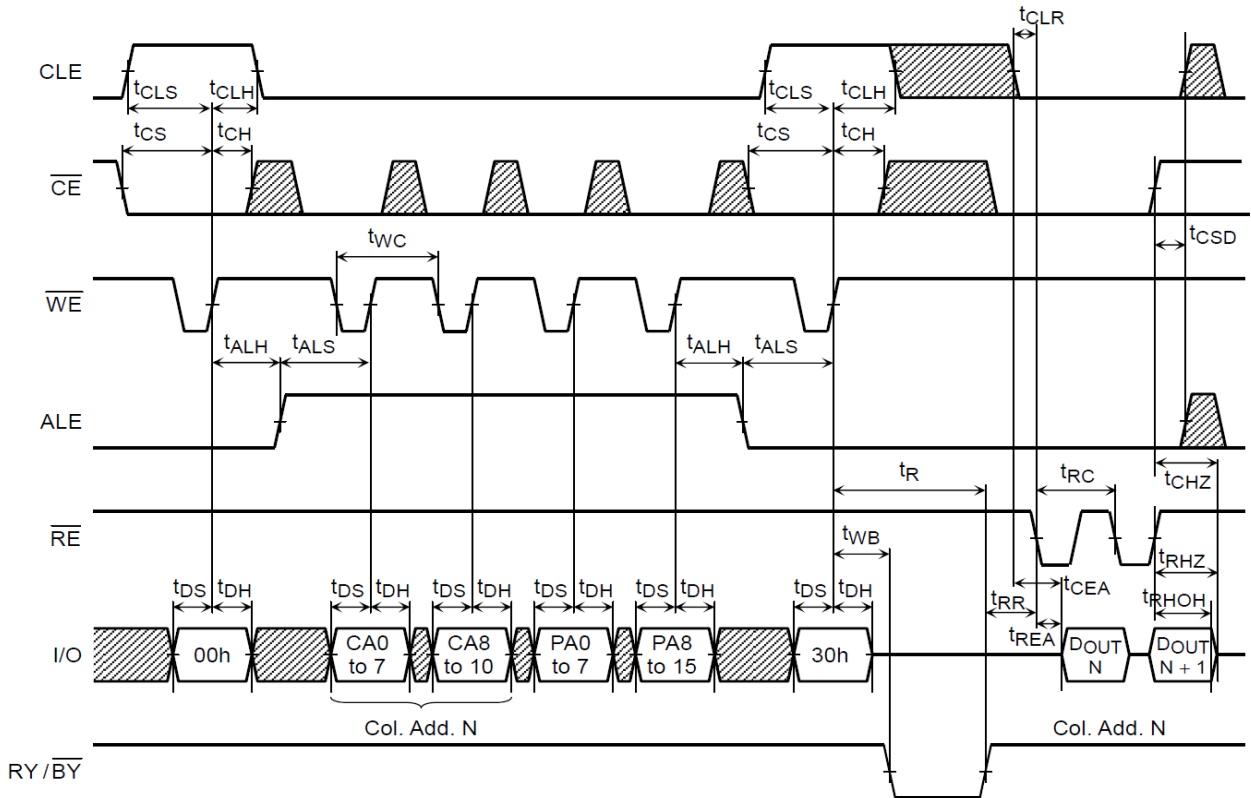 tCLR
CLE
tCLS tCLH tCLS tCLH
tCS tCH tCS tCH
CE
tWC tCSD
WE
tALH tALS tALH tALS
ALE
tR tRC tCHZ
RE
tWB tRHZ
tDS tDH tDS tDH tDS tDH tDS tDH tDS tDH tDS tDH tRR tCEA tRHOH
tREA
I/O 00h CA0 to 7 CA8 to 10 PA0 to 7 PA8 to 15 30h DOUT N DOUT N + 1
Col. Add. N Col. Add. N
RY / BY